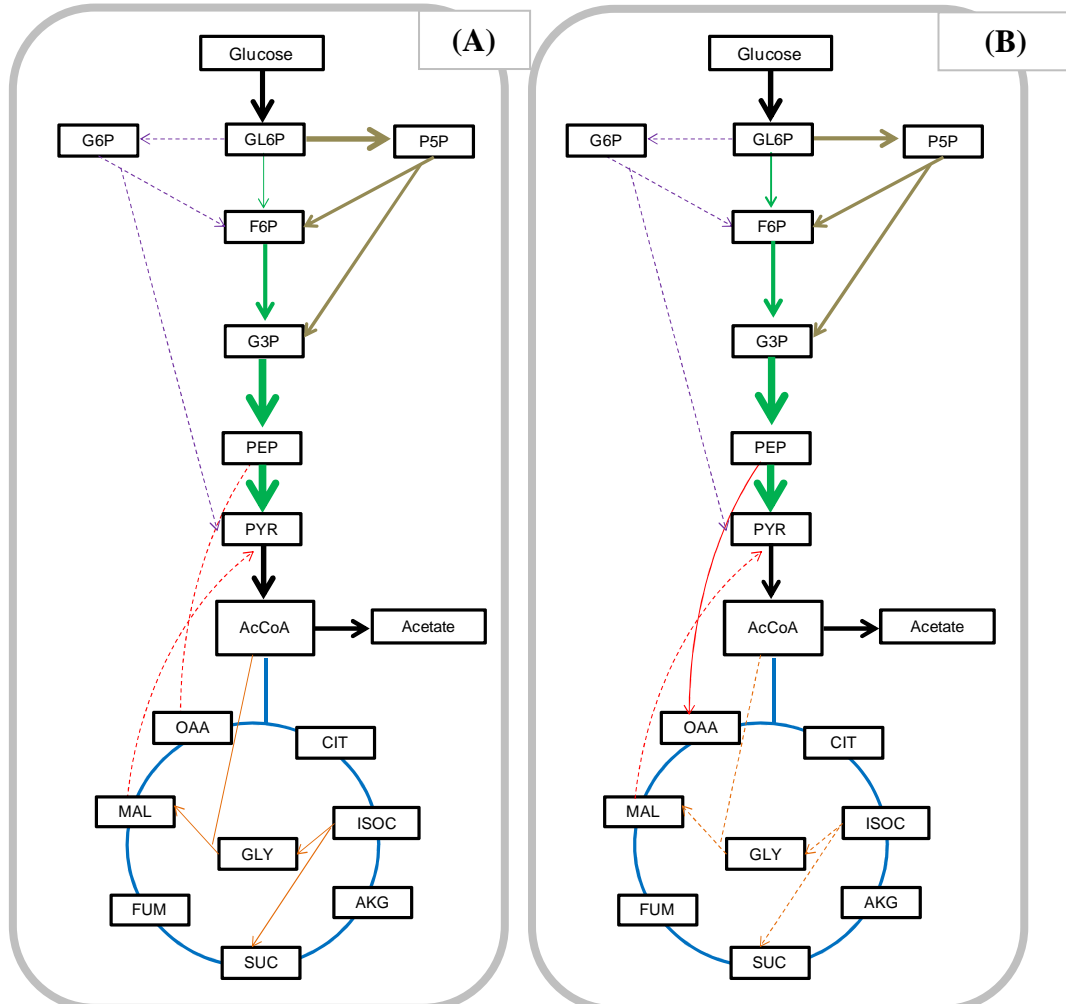 (A)
Glucose
G6P
GL6P
P5P
F6P
G3P
PEP
PYR
AcCoA
Acetate
OAA
CIT
MAL
ISOC
GLY
FUM
AKG
SUC
(B)
Glucose
G6P
GL6P
P5P
F6P
G3P
PEP
PYR
AcCoA
Acetate
OAA
CIT
MAL
ISOC
GLY
FUM
AKG
SUC